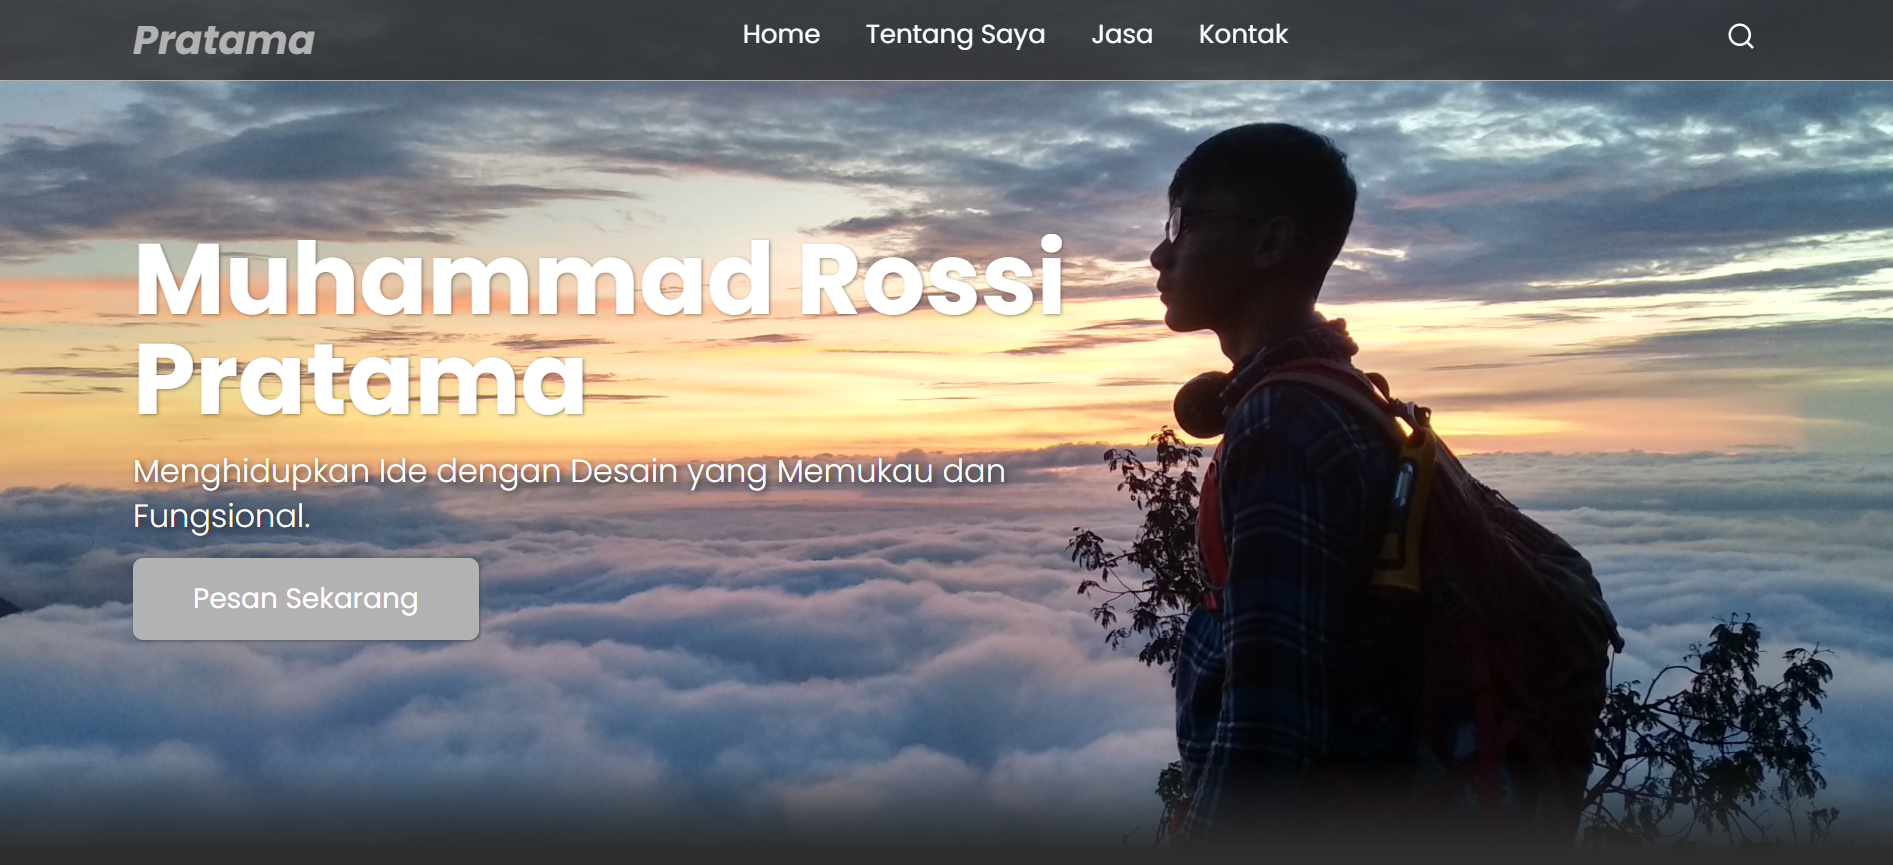 Pratama
Home Tentang Saya Jasa Kontak
Muhammad Rossi
Pratama
Menghidupkan Ide dengan Desain yang Memukau dan
Fungsional.
Pesan Sekarang